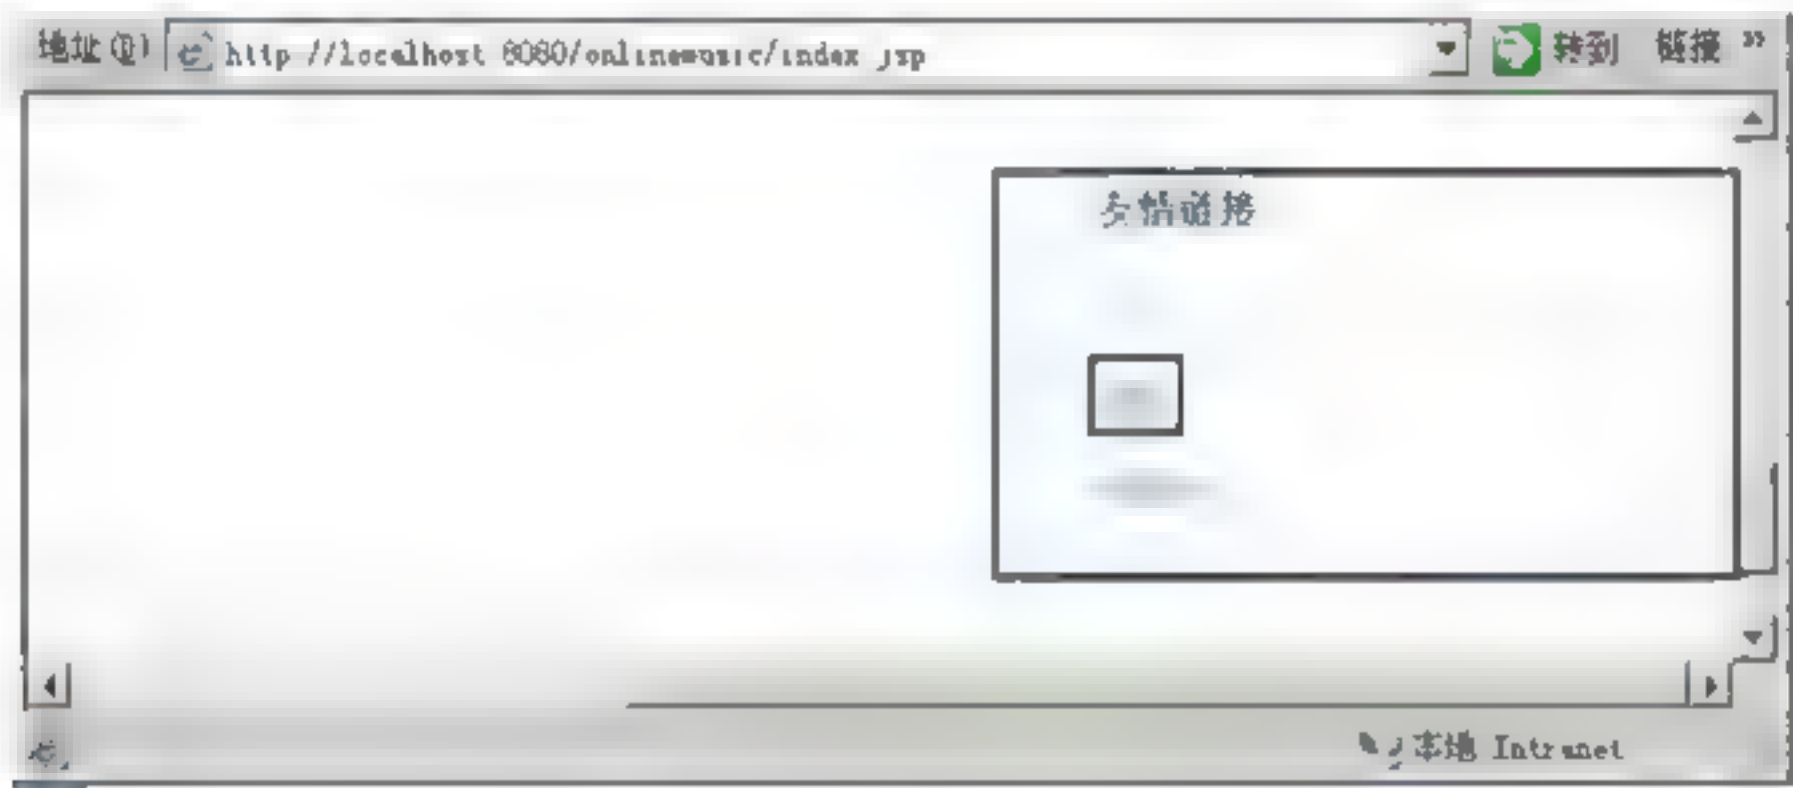 地址(D) http://localhost:8080/onlinemusic/index.jsp 转到 链接 »
友情链接
本地 Intranet